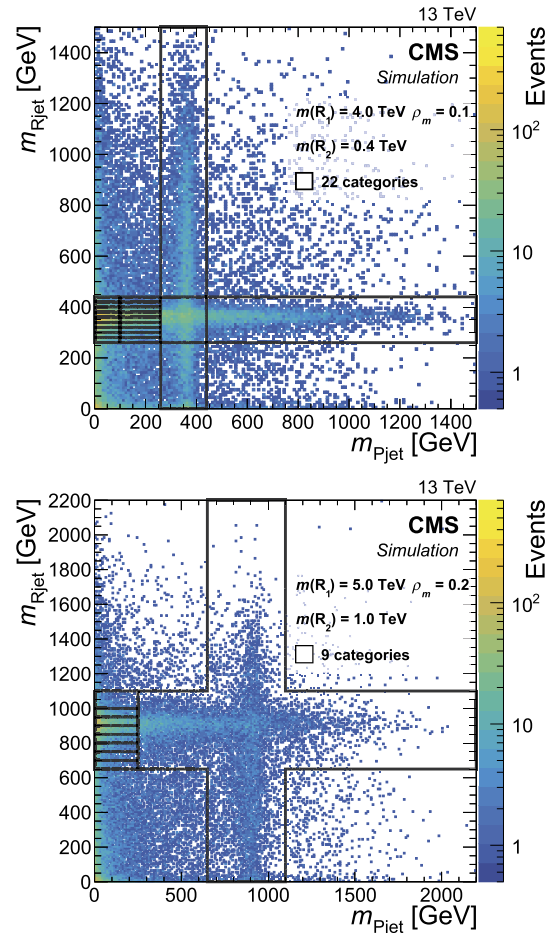 13 TeV
CMS
Simulation
m(R₁) = 4.0 TeV ρₘ = 0.1
m(R₂) = 0.4 TeV
22 categories
m_Rjet [GeV]
1400
1200
1000
800
600
400
200
0
0 200 400 600 800 1000 1200 1400
m_Pjet [GeV]
Events
10²
10
1
13 TeV
CMS
Simulation
m(R₁) = 5.0 TeV ρₘ = 0.2
m(R₂) = 1.0 TeV
9 categories
m_Rjet [GeV]
2200
2000
1800
1600
1400
1200
1000
800
600
400
200
0
0 500 1000 1500 2000
m_Pjet [GeV]
Events
10²
10
1